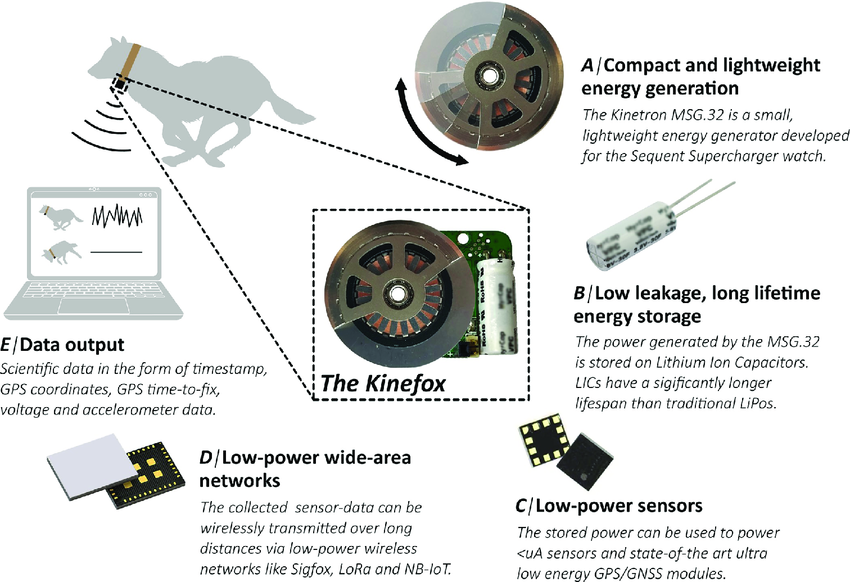 A/Compact and lightweight
energy generation
The Kinetron MSG.32 is a small,
lightweight energy generator developed
for the Sequent Supercharger watch.
B/Low leakage, long lifetime
energy storage
The power generated by the MSG.32
is stored on Lithium Ion Capacitors.
LICs have a sigificantly longer
lifespan than traditional LiPos.
C/Low-power sensors
The stored power can be used to power
<uA sensors and state-of-the art ultra
low energy GPS/GNSS modules.
D/Low-power wide-area
networks
The collected  sensor-data can be
wirelessly transmitted over long
distances via low-power wireless
networks like Sigfox, LoRa and NB-IoT.
E/Data output
Scientific data in the form of timestamp,
GPS coordinates, GPS time-to-fix,
voltage and accelerometer data.
The Kinefox
RoHS